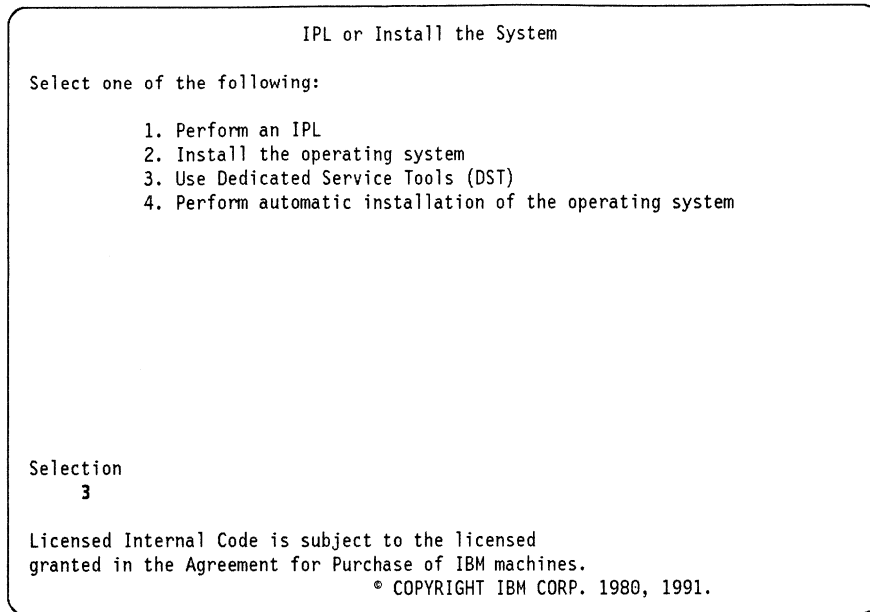 IPL or Install the System
Select one of the following:
1. Perform an IPL
2. Install the operating system
3. Use Dedicated Service Tools (DST)
4. Perform automatic installation of the operating system
Selection
3
Licensed Internal Code is subject to the licensed
granted in the Agreement for Purchase of IBM machines.
© COPYRIGHT IBM CORP. 1980, 1991.